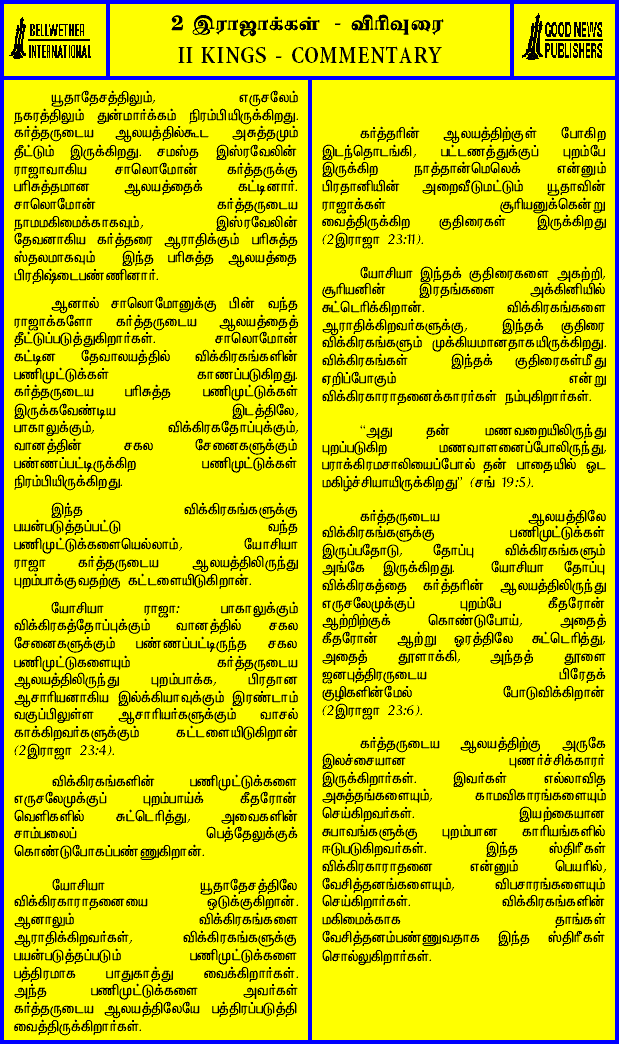 BELLWETHER
INTERNATIONAL
2 இராஜாக்கள் - விரிவுரை
II KINGS - COMMENTARY
GOOD NEWS
PUBLISHERS
யூதாதேசத்திலும், எருசலேம்
நகரத்திலும் துன்மார்க்கம் நிரம்பியிருக்கிறது.
கர்த்தருடைய ஆலயத்தில்கூட அசுத்தமும்
தீட்டும் இருக்கிறது. சமஸ்த இஸ்ரவேலின்
ராஜாவாகிய சாலொமோன் கர்த்தருக்கு
பரிசுத்தமான ஆலயத்தைக் கட்டினார்.
சாலொமோன் கர்த்தருடைய
நாமமகிமைக்காகவும், இஸ்ரவேலின்
தேவனாகிய கர்த்தரை ஆராதிக்கும் பரிசுத்த
ஸ்தலமாகவும் இந்த பரிசுத்த ஆலயத்தை
பிரதிஷ்டைபண்ணினார்.
ஆனால் சாலொமோனுக்கு பின் வந்த
ராஜாக்களோ கர்த்தருடைய ஆலயத்தைத்
தீட்டுப்படுத்துகிறார்கள். சாலொமோன்
கட்டின தேவாலயத்தில் விக்கிரகங்களின்
பணிமுட்டுக்கள் காணப்படுகிறது.
கர்த்தருடைய பரிசுத்த பணிமுட்டுக்கள்
இருக்கவேண்டிய இடத்திலே,
பாகாலுக்கும், விக்கிரகதோப்புக்கும்,
வானத்தின் சகல சேனைகளுக்கும்
பண்ணப்பட்டிருக்கிற பணிமுட்டுக்கள்
நிரம்பியிருக்கிறது.
இந்த விக்கிரகங்களுக்கு
பயன்படுத்தப்பட்டு வந்த
பணிமுட்டுக்களையெல்லாம், யோசியா
ராஜா கர்த்தருடைய ஆலயத்திலிருந்து
புறம்பாக்குவதற்கு கட்டளையிடுகிறான்.
யோசியா ராஜா: பாகாலுக்கும்
விக்கிரகத்தோப்புக்கும் வானத்தில் சகல
சேனைகளுக்கும் பண்ணப்பட்டிருந்த சகல
பணிமுட்டுகளையும் கர்த்தருடைய
ஆலயத்திலிருந்து புறம்பாக்க, பிரதான
ஆசாரியனாகிய இல்க்கியாவுக்கும் இரண்டாம்
வகுப்பிலுள்ள ஆசாரியர்களுக்கும் வாசல்
காக்கிறவர்களுக்கும் கட்டளையிடுகிறான்
(2இராஜா 23:4).
விக்கிரகங்களின் பணிமுட்டுக்களை
எருசலேமுக்குப் புறம்பாய்க் கீதரோன்
வெளிகளில் சுட்டெரித்து, அவைகளின்
சாம்பலைப் பெத்தேலுக்குக்
கொண்டுபோகப்பண்ணுகிறான்.
யோசியா யூதாதேசத்திலே
விக்கிரகாராதனையை ஒடுக்குகிறான்.
ஆனாலும் விக்கிரகங்களை
ஆராதிக்கிறவர்கள், விக்கிரகங்களுக்கு
பயன்படுத்தப்படும் பணிமுட்டுக்களை
பத்திரமாக பாதுகாத்து வைக்கிறார்கள்.
அந்த பணிமுட்டுக்களை அவர்கள்
கர்த்தருடைய ஆலயத்திலேயே பத்திரப்படுத்தி
வைத்திருக்கிறார்கள்.
கர்த்தரின் ஆலயத்திற்குள் போகிற
இடந்தொடங்கி, பட்டணத்துக்குப் புறம்பே
இருக்கிற நாத்தான்மெலெக் என்னும்
பிரதானியின் அறைவீடுமட்டும் யூதாவின்
ராஜாக்கள் சூரியனுக்கென்று
வைத்திருக்கிற குதிரைகள் இருக்கிறது
(2இராஜா 23:11).
யோசியா இந்தக் குதிரைகளை அகற்றி,
சூரியனின் இரதங்களை அக்கினியில்
சுட்டெரிக்கிறான். விக்கிரகங்களை
ஆராதிக்கிறவர்களுக்கு, இந்தக் குதிரை
விக்கிரகங்களும் முக்கியமானதாகயிருக்கிறது.
விக்கிரகங்கள் இந்தக் குதிரைகள்மீது
ஏறிப்போகும் என்று
விக்கிரகாராதனைக்காரர்கள் நம்புகிறார்கள்.
“அது தன் மணவறையிலிருந்து
புறப்படுகிற மணவாளனைப்போலிருந்து,
பராக்கிரமசாலியைப்போல் தன் பாதையில் ஓட
மகிழ்ச்சியாயிருக்கிறது” (சங் 19:5).
கர்த்தருடைய ஆலயத்திலே
விக்கிரகங்களுக்கு பணிமுட்டுக்கள்
இருப்பதோடு, தோப்பு விக்கிரகங்களும்
அங்கே இருக்கிறது. யோசியா தோப்பு
விக்கிரகத்தை கர்த்தரின் ஆலயத்திலிருந்து
எருசலேமுக்குப் புறம்பே கீதரோன்
ஆற்றிற்குக் கொண்டுபோய், அதைத்
கீதரோன் ஆற்று ஓரத்திலே சுட்டெரித்து,
அதைத் தூளாக்கி, அந்தத் தூளை
ஜனபுத்திரருடைய பிரேதக்
குழிகளின்மேல் போடுவிக்கிறான்
(2இராஜா 23:6).
கர்த்தருடைய ஆலயத்திற்கு அருகே
இலச்சையான புணர்ச்சிக்காரர்
இருக்கிறார்கள். இவர்கள் எல்லாவித
அசுத்தங்களையும், காமவிகாரங்களையும்
செய்கிறவர்கள். இயற்கையான
சுபாவங்களுக்கு புறம்பான காரியங்களில்
ஈடுபடுகிறவர்கள். இந்த ஸ்திரீகள்
விக்கிரகாராதனை என்னும் பெயரில்,
வேசித்தனங்களையும், விபசாரங்களையும்
செய்கிறார்கள். விக்கிரகங்களின்
மகிமைக்காக தாங்கள்
வேசித்தனம்பண்ணுவதாக இந்த ஸ்திரீகள்
சொல்லுகிறார்கள்.